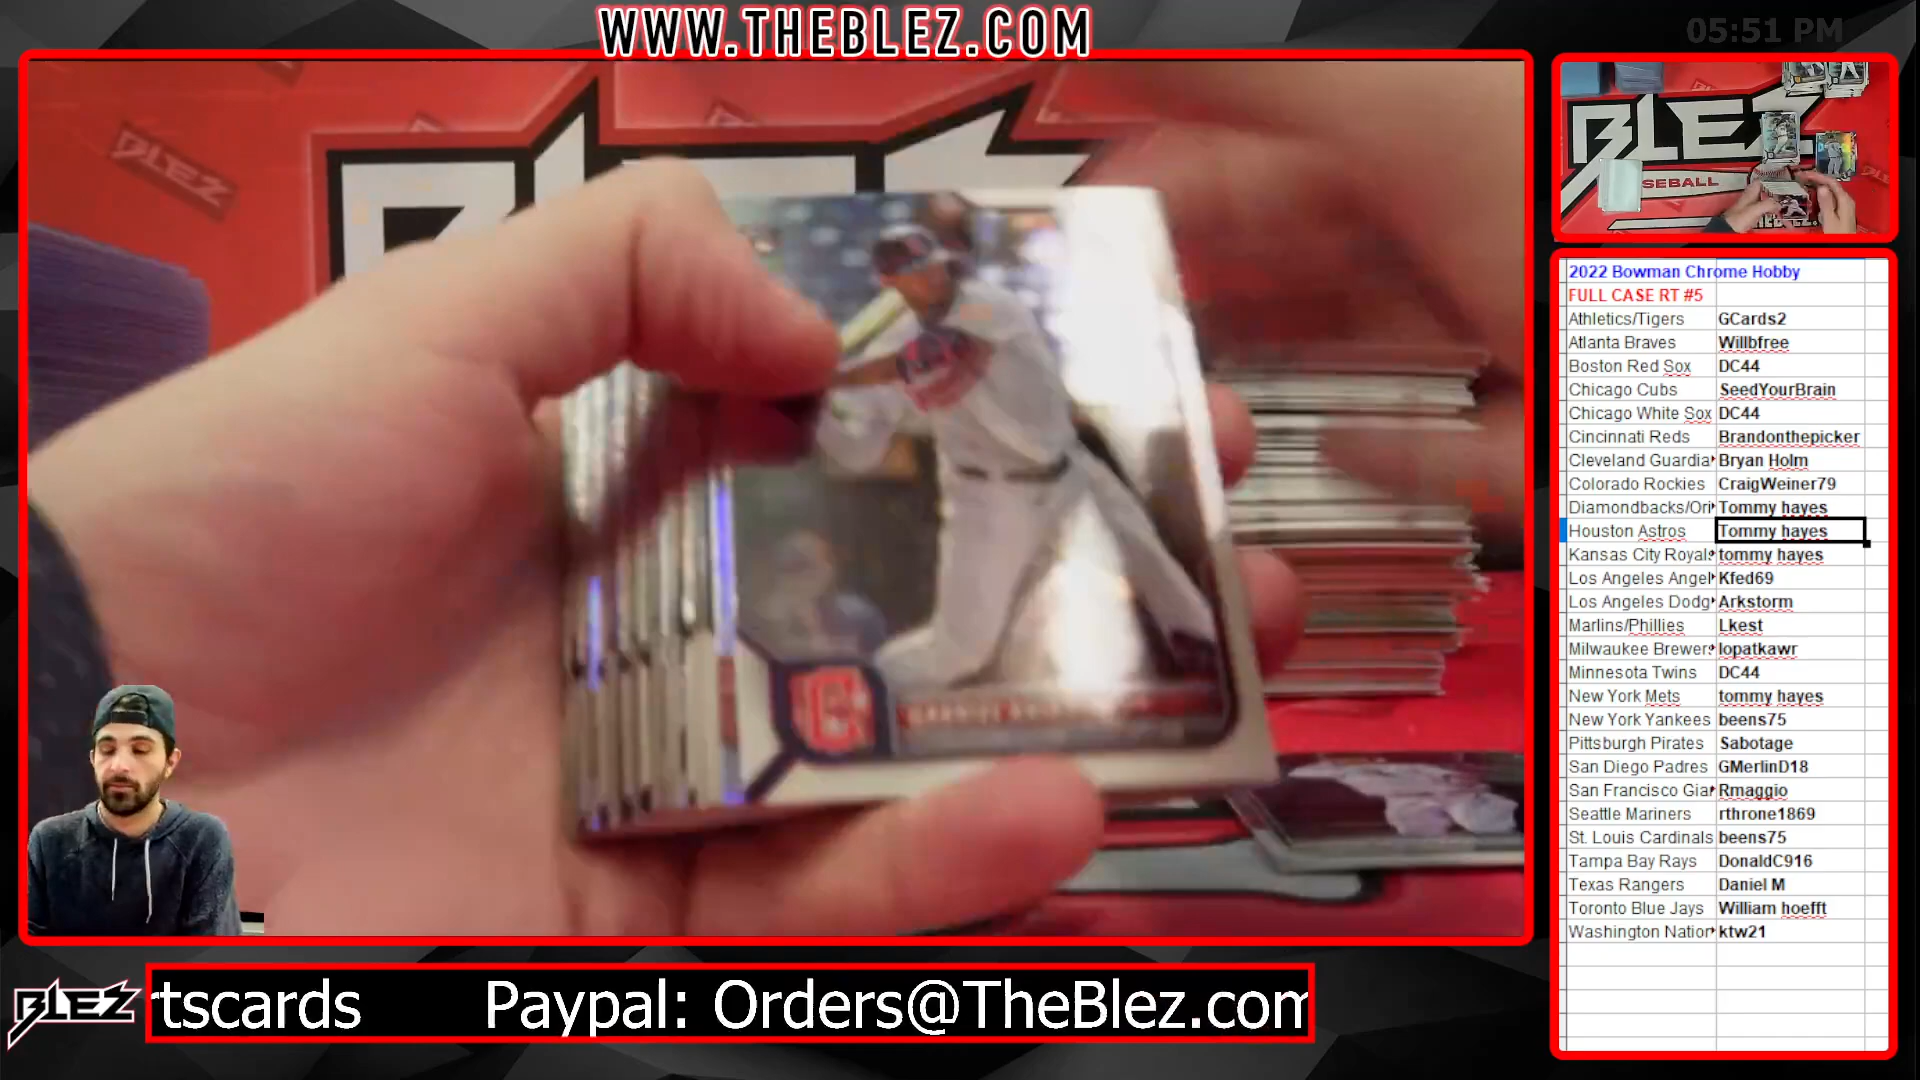 WWW.THEBLEZ.COM
05:51 PM
BLEZ
BLEZ
SEBALL
2022 Bowman Chrome Hobby
FULL CASE RT #5
Athletics/Tigers GCards2
Atlanta Braves Willbfree
Boston Red Sox DC44
Chicago Cubs SeedYourBrain
Chicago White Sox DC44
Cincinnati Reds Brandonthepicker
Cleveland Guardia Bryan Holm
Colorado Rockies CraigWeiner79
Diamondbacks/Ori Tommy hayes
Houston Astros Tommy hayes
Kansas City Royals tommy hayes
Los Angeles Angel Kfed69
Los Angeles Dodg Arkstorm
Marlins/Phillies Lkest
Milwaukee Brewers lopatkawr
Minnesota Twins DC44
New York Mets tommy hayes
New York Yankees beens75
Pittsburgh Pirates Sabotage
San Diego Padres GMerlinD18
San Francisco Gia Rmaggio
Seattle Mariners rthrone1869
St. Louis Cardinals beens75
Tampa Bay Rays DonaldC916
Texas Rangers Daniel M
Toronto Blue Jays William hoefft
Washington Nation ktw21
BLEZ
rtscards Paypal: Orders@TheBlez.com